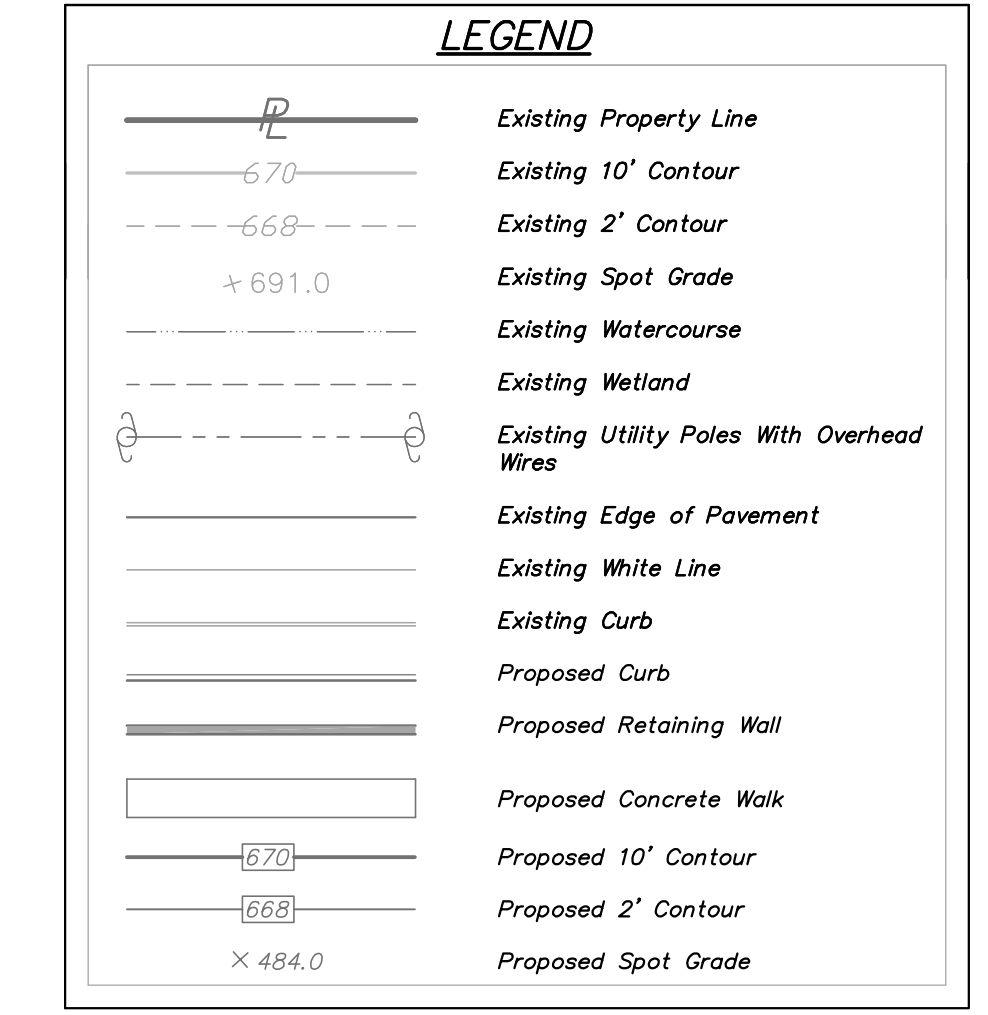 LEGEND
PL Existing Property Line
670 Existing 10' Contour
668 Existing 2' Contour
+ 691.0 Existing Spot Grade
Existing Watercourse
Existing Wetland
Existing Utility Poles With Overhead
Wires
Existing Edge of Pavement
Existing White Line
Existing Curb
Proposed Curb
Proposed Retaining Wall
Proposed Concrete Walk
670 Proposed 10' Contour
668 Proposed 2' Contour
× 484.0 Proposed Spot Grade